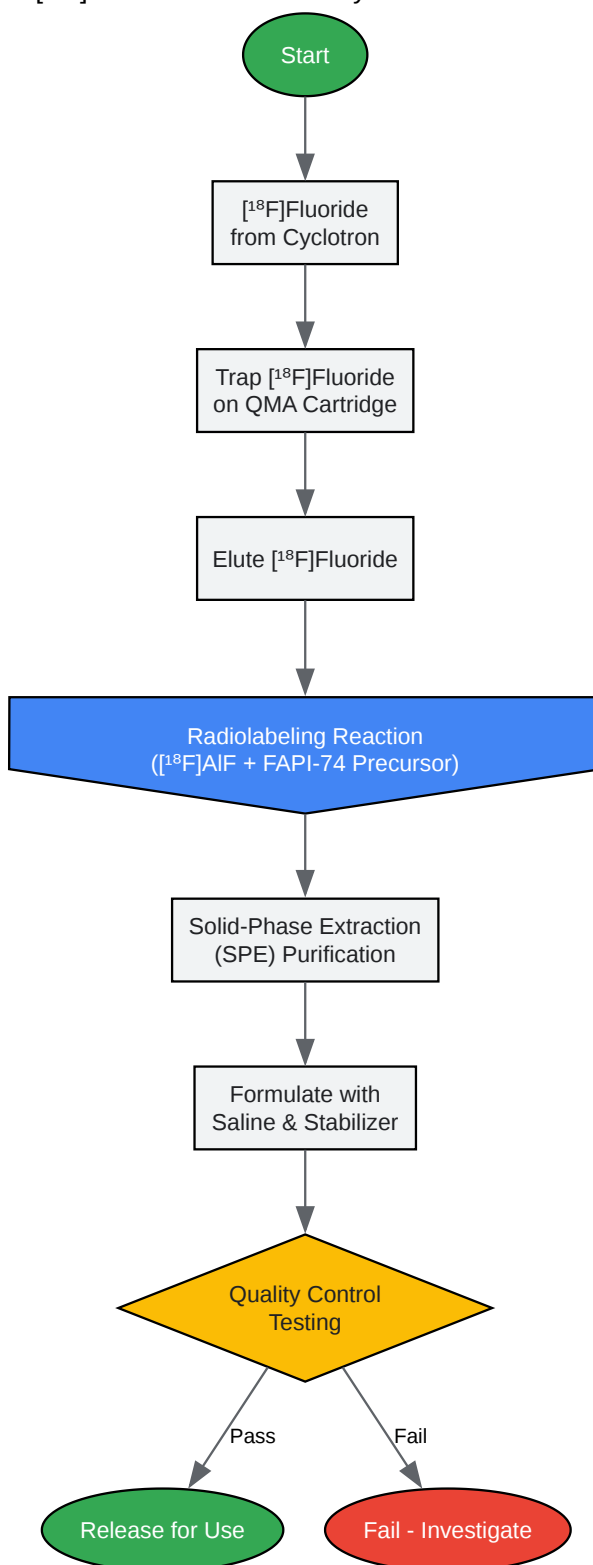 Start
[¹⁸F]Fluoride
from Cyclotron
Trap [¹⁸F]Fluoride
on QMA Cartridge
Elute [¹⁸F]Fluoride
Radiolabeling Reaction
([¹⁸F]AlF + FAPI-74 Precursor)
Solid-Phase Extraction
(SPE) Purification
Formulate with
Saline & Stabilizer
Quality Control
Testing
Pass
Fail
Release for Use
Fail - Investigate